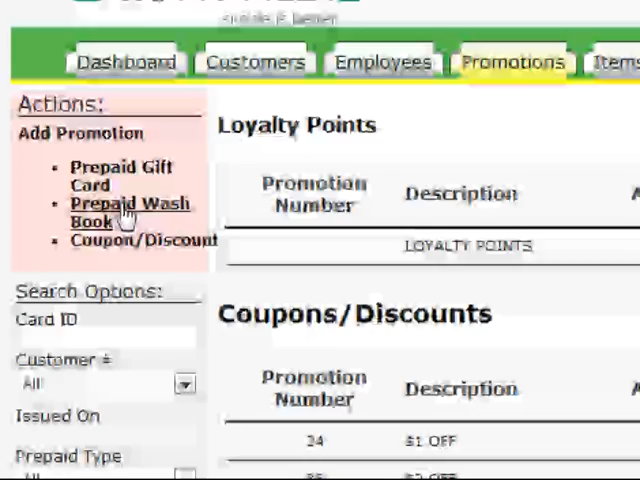 Dashboard
Customers
Employees
Promotions
Items
Actions:
Add Promotion
Prepaid Gift
Card
Prepaid Wash
Book
Coupon/Discount
Search Options:
Card ID
Customer #
All
Issued On
Prepaid Type
All
Loyalty Points
Promotion
Number
Description
LOYALTY POINTS
Coupons/Discounts
Promotion
Number
Description
24
$1 OFF